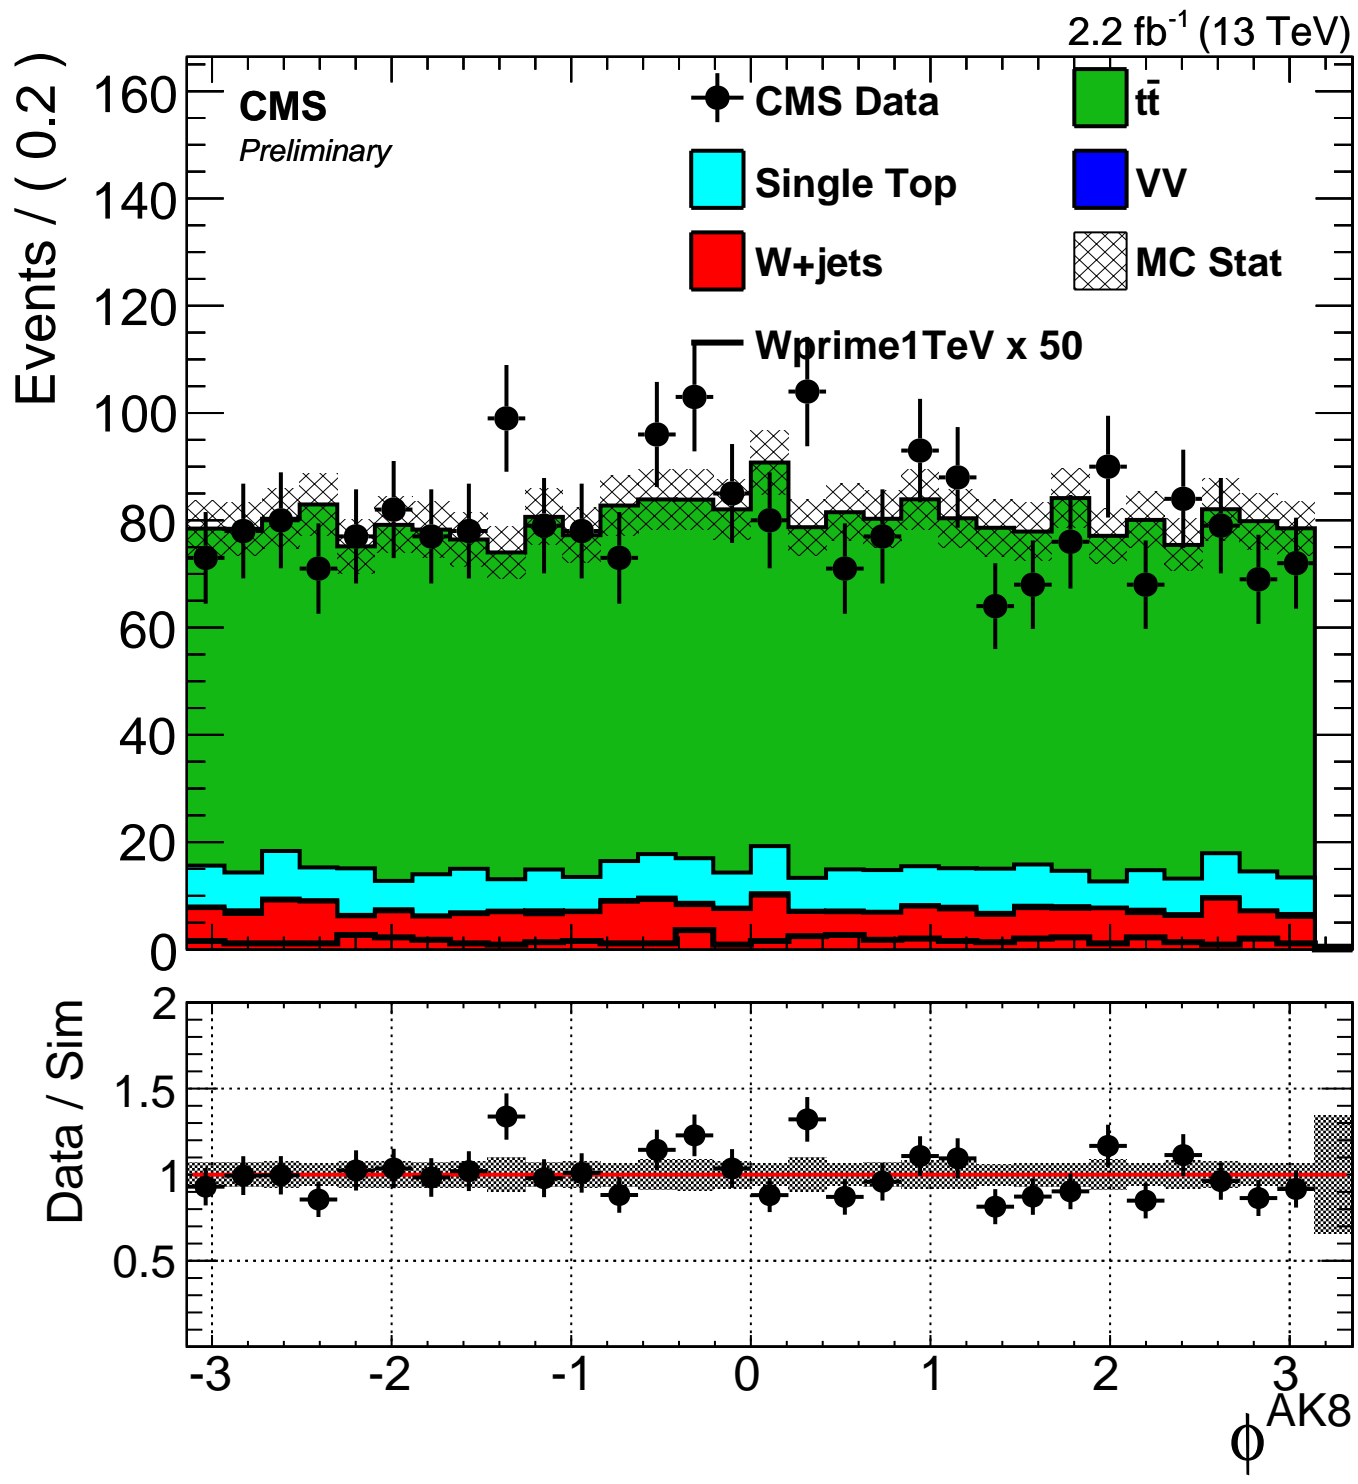 2.2 fb⁻¹ (13 TeV)
Events / ( 0.2 )
160
140
120
100
80
60
40
20
0
CMS
Preliminary
CMS Data
tt̄
Single Top
VV
W+jets
MC Stat
Wprime1TeV x 50
Data / Sim
2
1.5
1
0.5
-3 -2 -1 0 1 2 3
ϕ^AK8